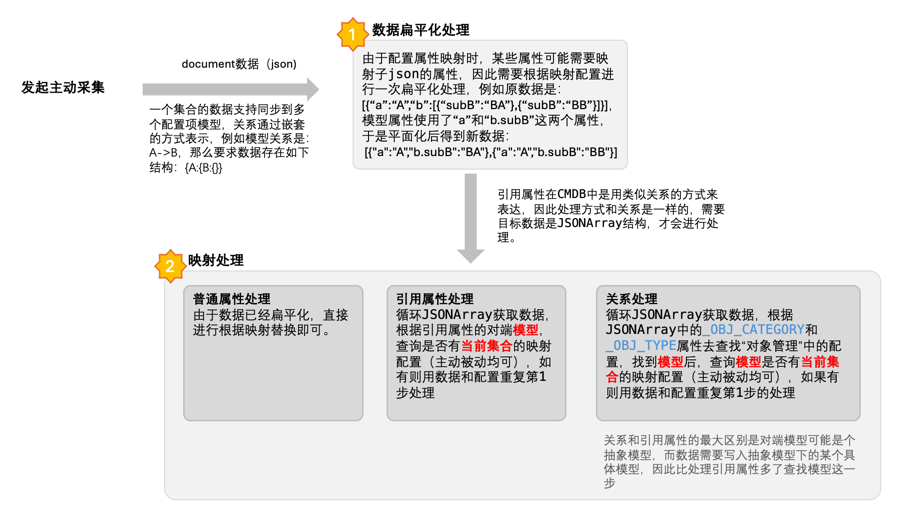 1
数据扁平化处理
document数据（json)
发起主动采集
一个集合的数据支持同步到多
个配置项模型，关系通过嵌套
的方式表示，例如模型关系是：
A->B，那么要求数据存在如下
结构：{A:{B:{}}
由于配置属性映射时，某些属性可能需要映
射子json的属性，因此需要根据映射配置进
行一次扁平化处理，例如原数据是：
[{“a”:“A”,“b”:[{“subB”:“BA”},{“subB”:“BB”}]}],
模型属性使用了“a”和“b.subB”这两个属性，
于是平面化后得到新数据：
[{"a":"A","b.subB":"BA"},{"a":"A","b.subB":"BB"}]
引用属性在CMDB中是用类似关系的方式来
表达，因此处理方式和关系是一样的，需要
目标数据是JSONArray结构，才会进行处
理。
2
映射处理
普通属性处理
由于数据已经扁平化，直接
进行根据映射替换即可。
引用属性处理
循环JSONArray获取数据，
根据引用属性的对端模型，
查询是否有当前集合的映射
配置（主动被动均可），如
有则用数据和配置重复第1
步处理
关系处理
循环JSONArray获取数据，根据
JSONArray中的_OBJ_CATEGORY和
_OBJ_TYPE属性去查找“对象管理”中的配
置，找到模型后，查询模型是否有当前集
合的映射配置（主动被动均可），如果有
则用数据和配置重复第1步的处理
关系和引用属性的最大区别是对端模型可能是个
抽象模型，而数据需要写入抽象模型下的某个具
体模型，因此比处理引用属性多了查找模型这一
步